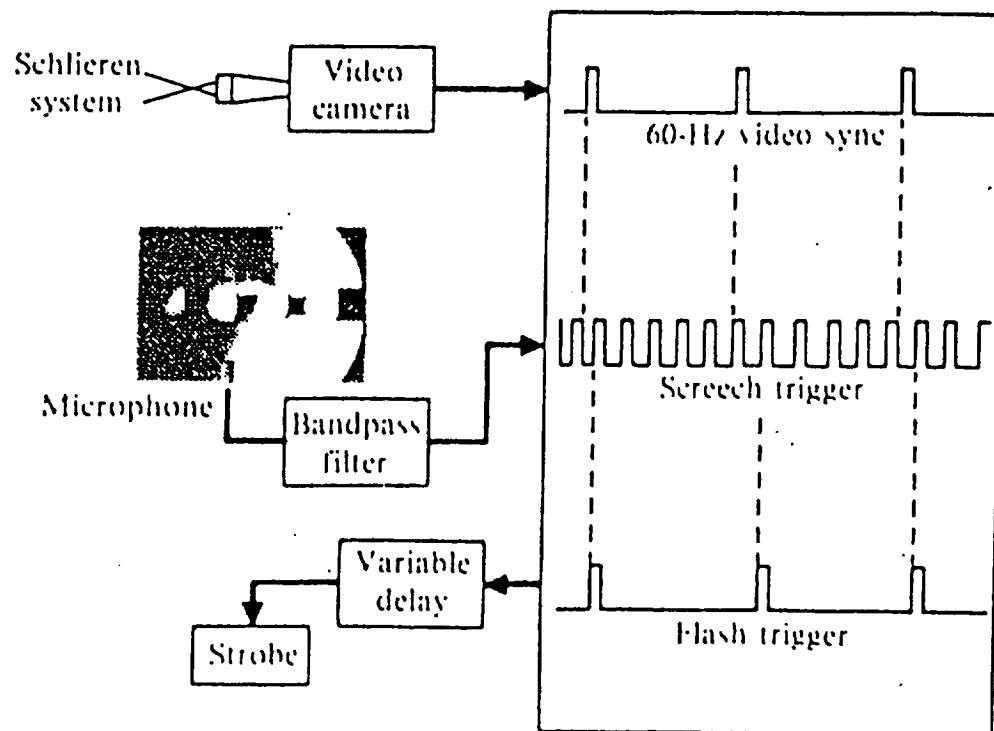 Schlieren
system
Video
camera
60-Hz video sync
Microphone
Bandpass
filter
Screech trigger
Variable
delay
Strobe
Flash trigger